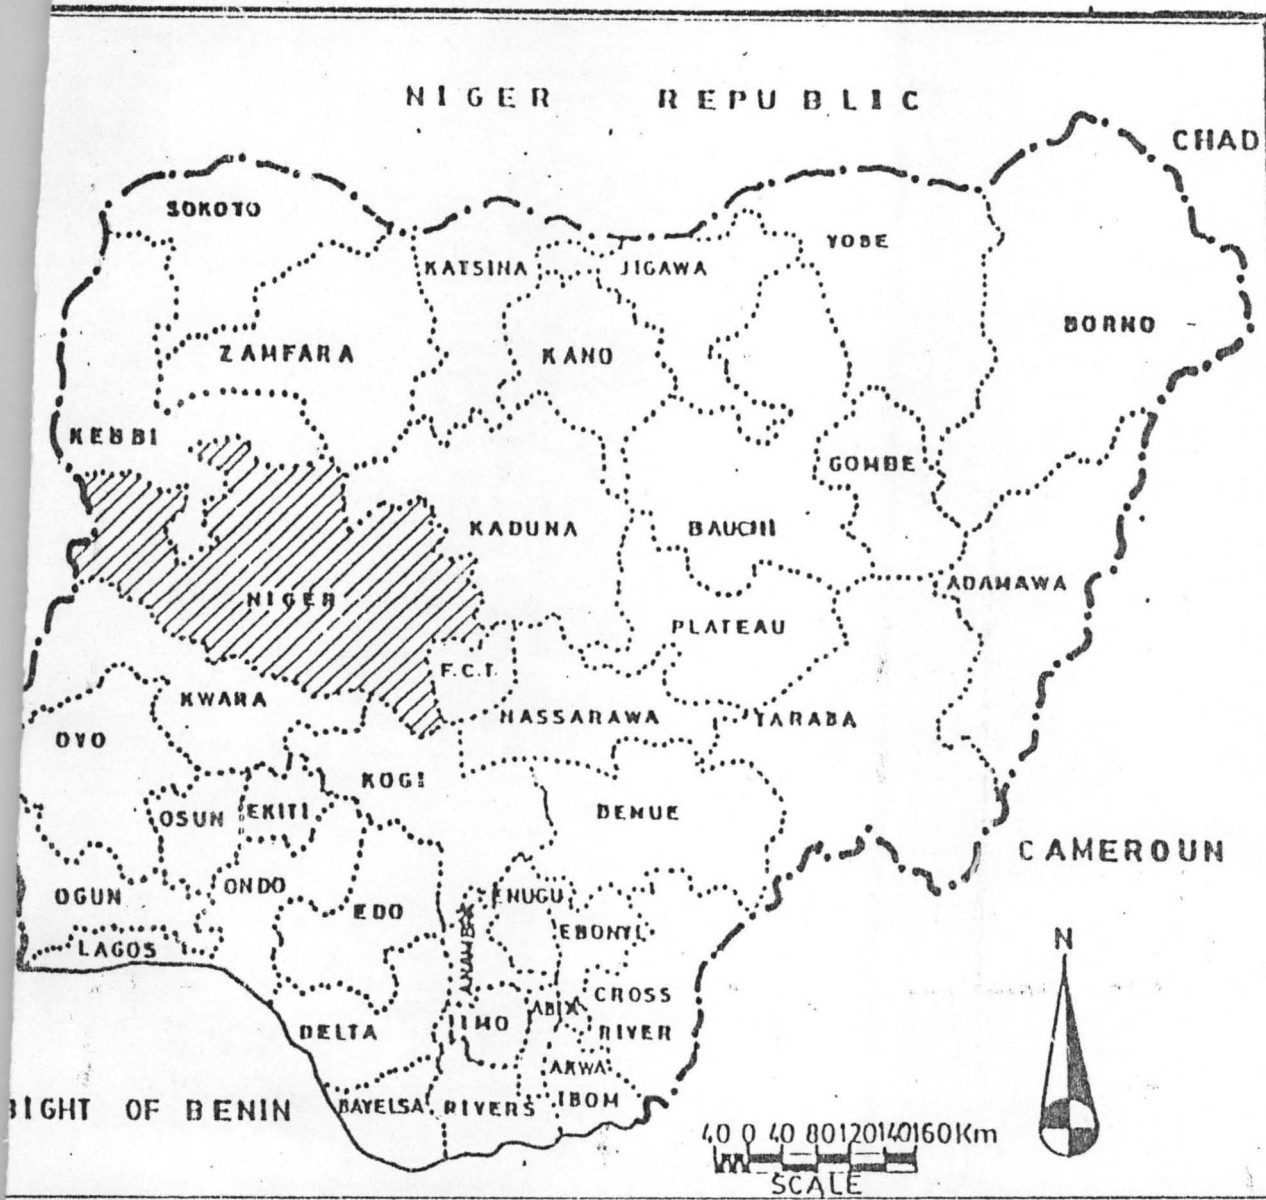 NIGER REPUBLIC
CHAD
SOKOTO
YOBE
KATSINA
JIGAWA
BORNO
ZAMFARA
KANO
KEBBI
GOMBE
KADUNA
BAUCHI
ADAMAWA
NIGER
PLATEAU
F.C.T.
KWARA
NASSARAWA
TARABA
OYO
KOGI
OSUN
EKITI
BENUE
CAMEROUN
ONDO
OGUN
ENUGU
EDO
EBONYI
ANAMBRA
LAGOS
N
CROSS
RIVER
ABIA
IMO
DELTA
AKWA
IBOM
BIGHT OF BENIN
BAYELSA
RIVERS
40 0 40 80 120 140 160 Km
SCALE